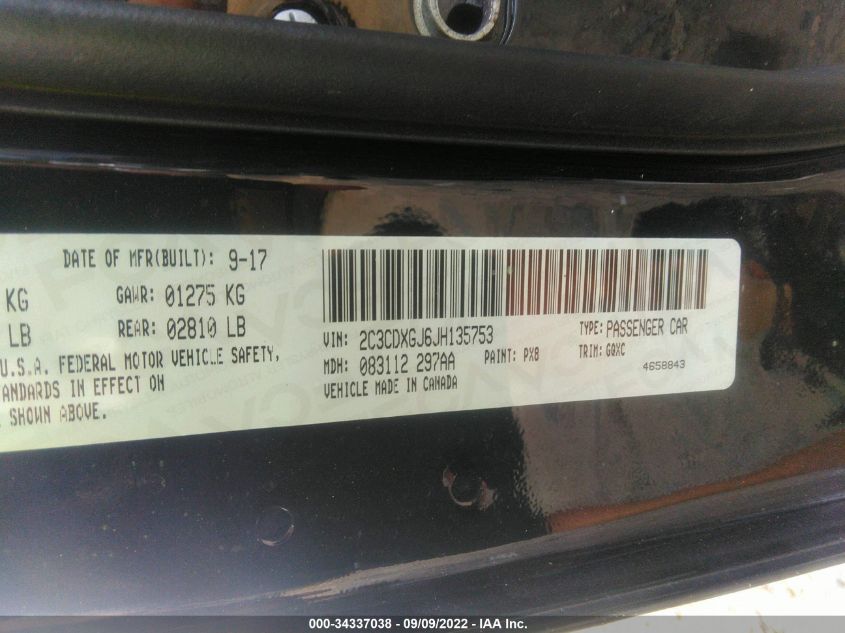 DATE OF MFR(BUILT): 9-17
KG GAWR: 01275 KG
LB REAR: 02810 LB
U.S.A. FEDERAL MOTOR VEHICLE SAFETY,
STANDARDS IN EFFECT ON
SHOWN ABOVE.
VIN: 2C3CDXGJ6JH135753 TYPE: PASSENGER CAR
MDH: 083112 297AA PAINT: PX8 TRIM: GQXC
VEHICLE MADE IN CANADA 4658843
000-34337038 - 09/09/2022 - IAA Inc.